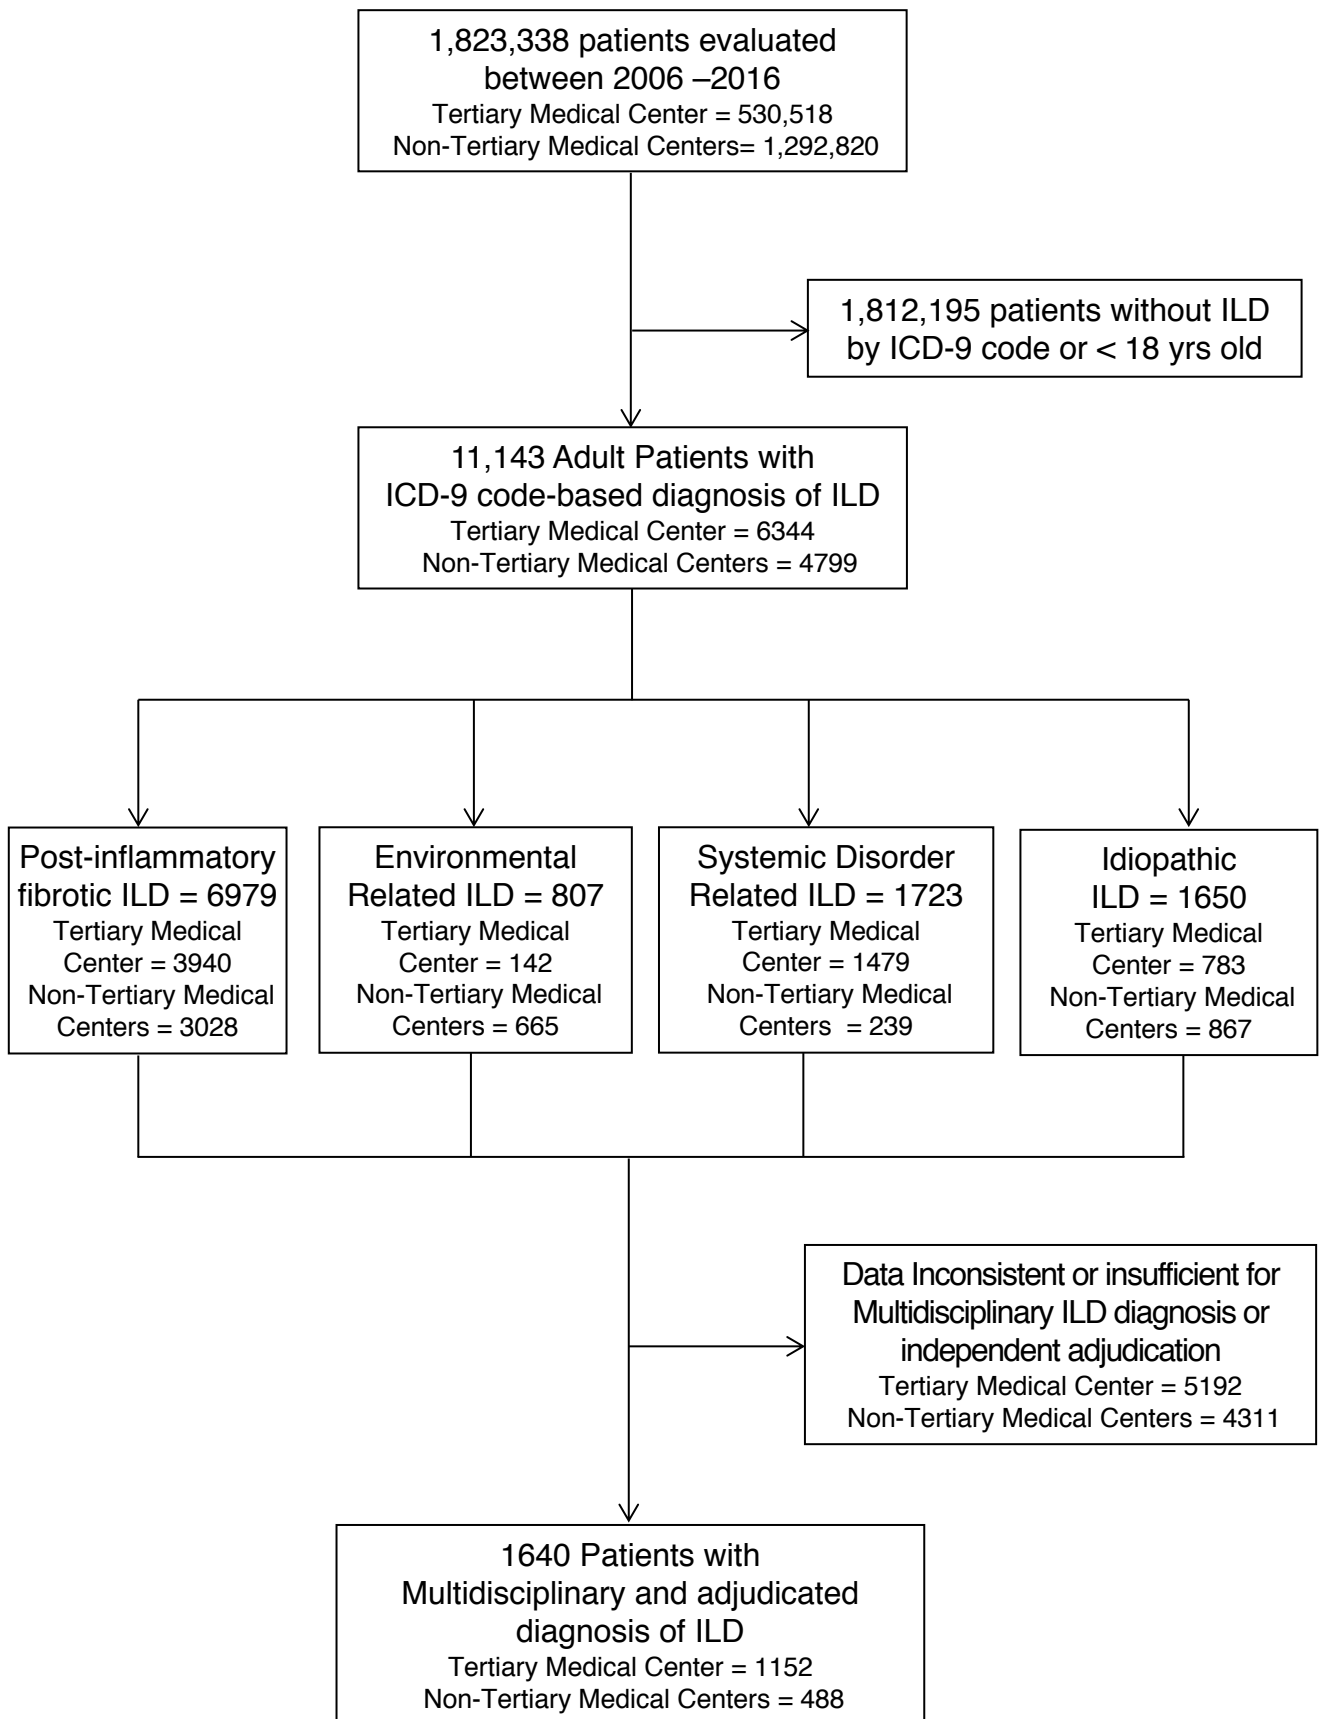 1,823,338 patients evaluated
between 2006 –2016
Tertiary Medical Center = 530,518
Non-Tertiary Medical Centers= 1,292,820
1,812,195 patients without ILD
by ICD-9 code or < 18 yrs old
11,143 Adult Patients with
ICD-9 code-based diagnosis of ILD
Tertiary Medical Center = 6344
Non-Tertiary Medical Centers = 4799
Post-inflammatory
fibrotic ILD = 6979
Tertiary Medical
Center = 3940
Non-Tertiary Medical
Centers = 3028
Environmental
Related ILD = 807
Tertiary Medical
Center = 142
Non-Tertiary Medical
Centers = 665
Systemic Disorder
Related ILD = 1723
Tertiary Medical
Center = 1479
Non-Tertiary Medical
Centers = 239
Idiopathic
ILD = 1650
Tertiary Medical
Center = 783
Non-Tertiary Medical
Centers = 867
Data Inconsistent or insufficient for
Multidisciplinary ILD diagnosis or
independent adjudication
Tertiary Medical Center = 5192
Non-Tertiary Medical Centers = 4311
1640 Patients with
Multidisciplinary and adjudicated
diagnosis of ILD
Tertiary Medical Center = 1152
Non-Tertiary Medical Centers = 488